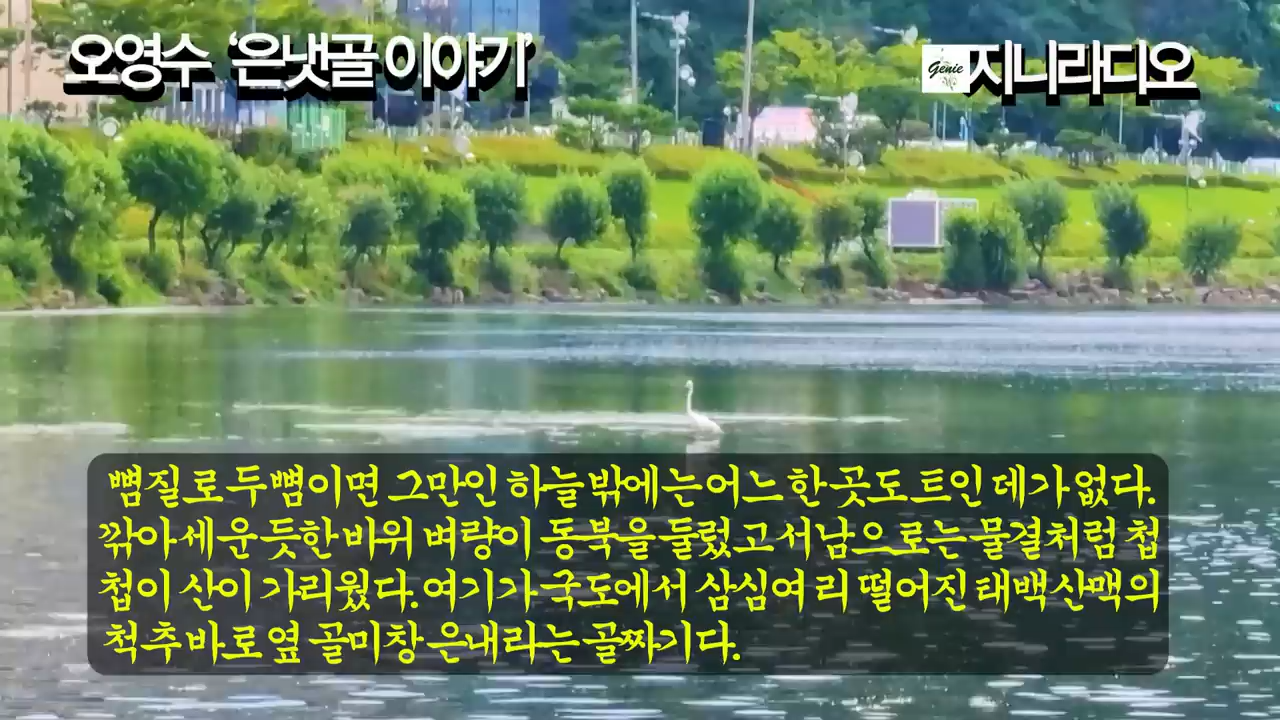 오영수 ‘은냇골 이야기’
Genie 지니라디오
뼘질로 두 뼘이면 그만인 하늘 밖에는 어느 한 곳도 트인 데가 없다.
깎아 세운 듯한 바위 벼랑이 동북을 둘렀고 서남으로는 물결처럼 첩
첩이 산이 가리웠다. 여기가 국도에서 삼심여 리 떨어진 태백산맥의
척추 바로 옆 골미창 은내라는 골짜기다.